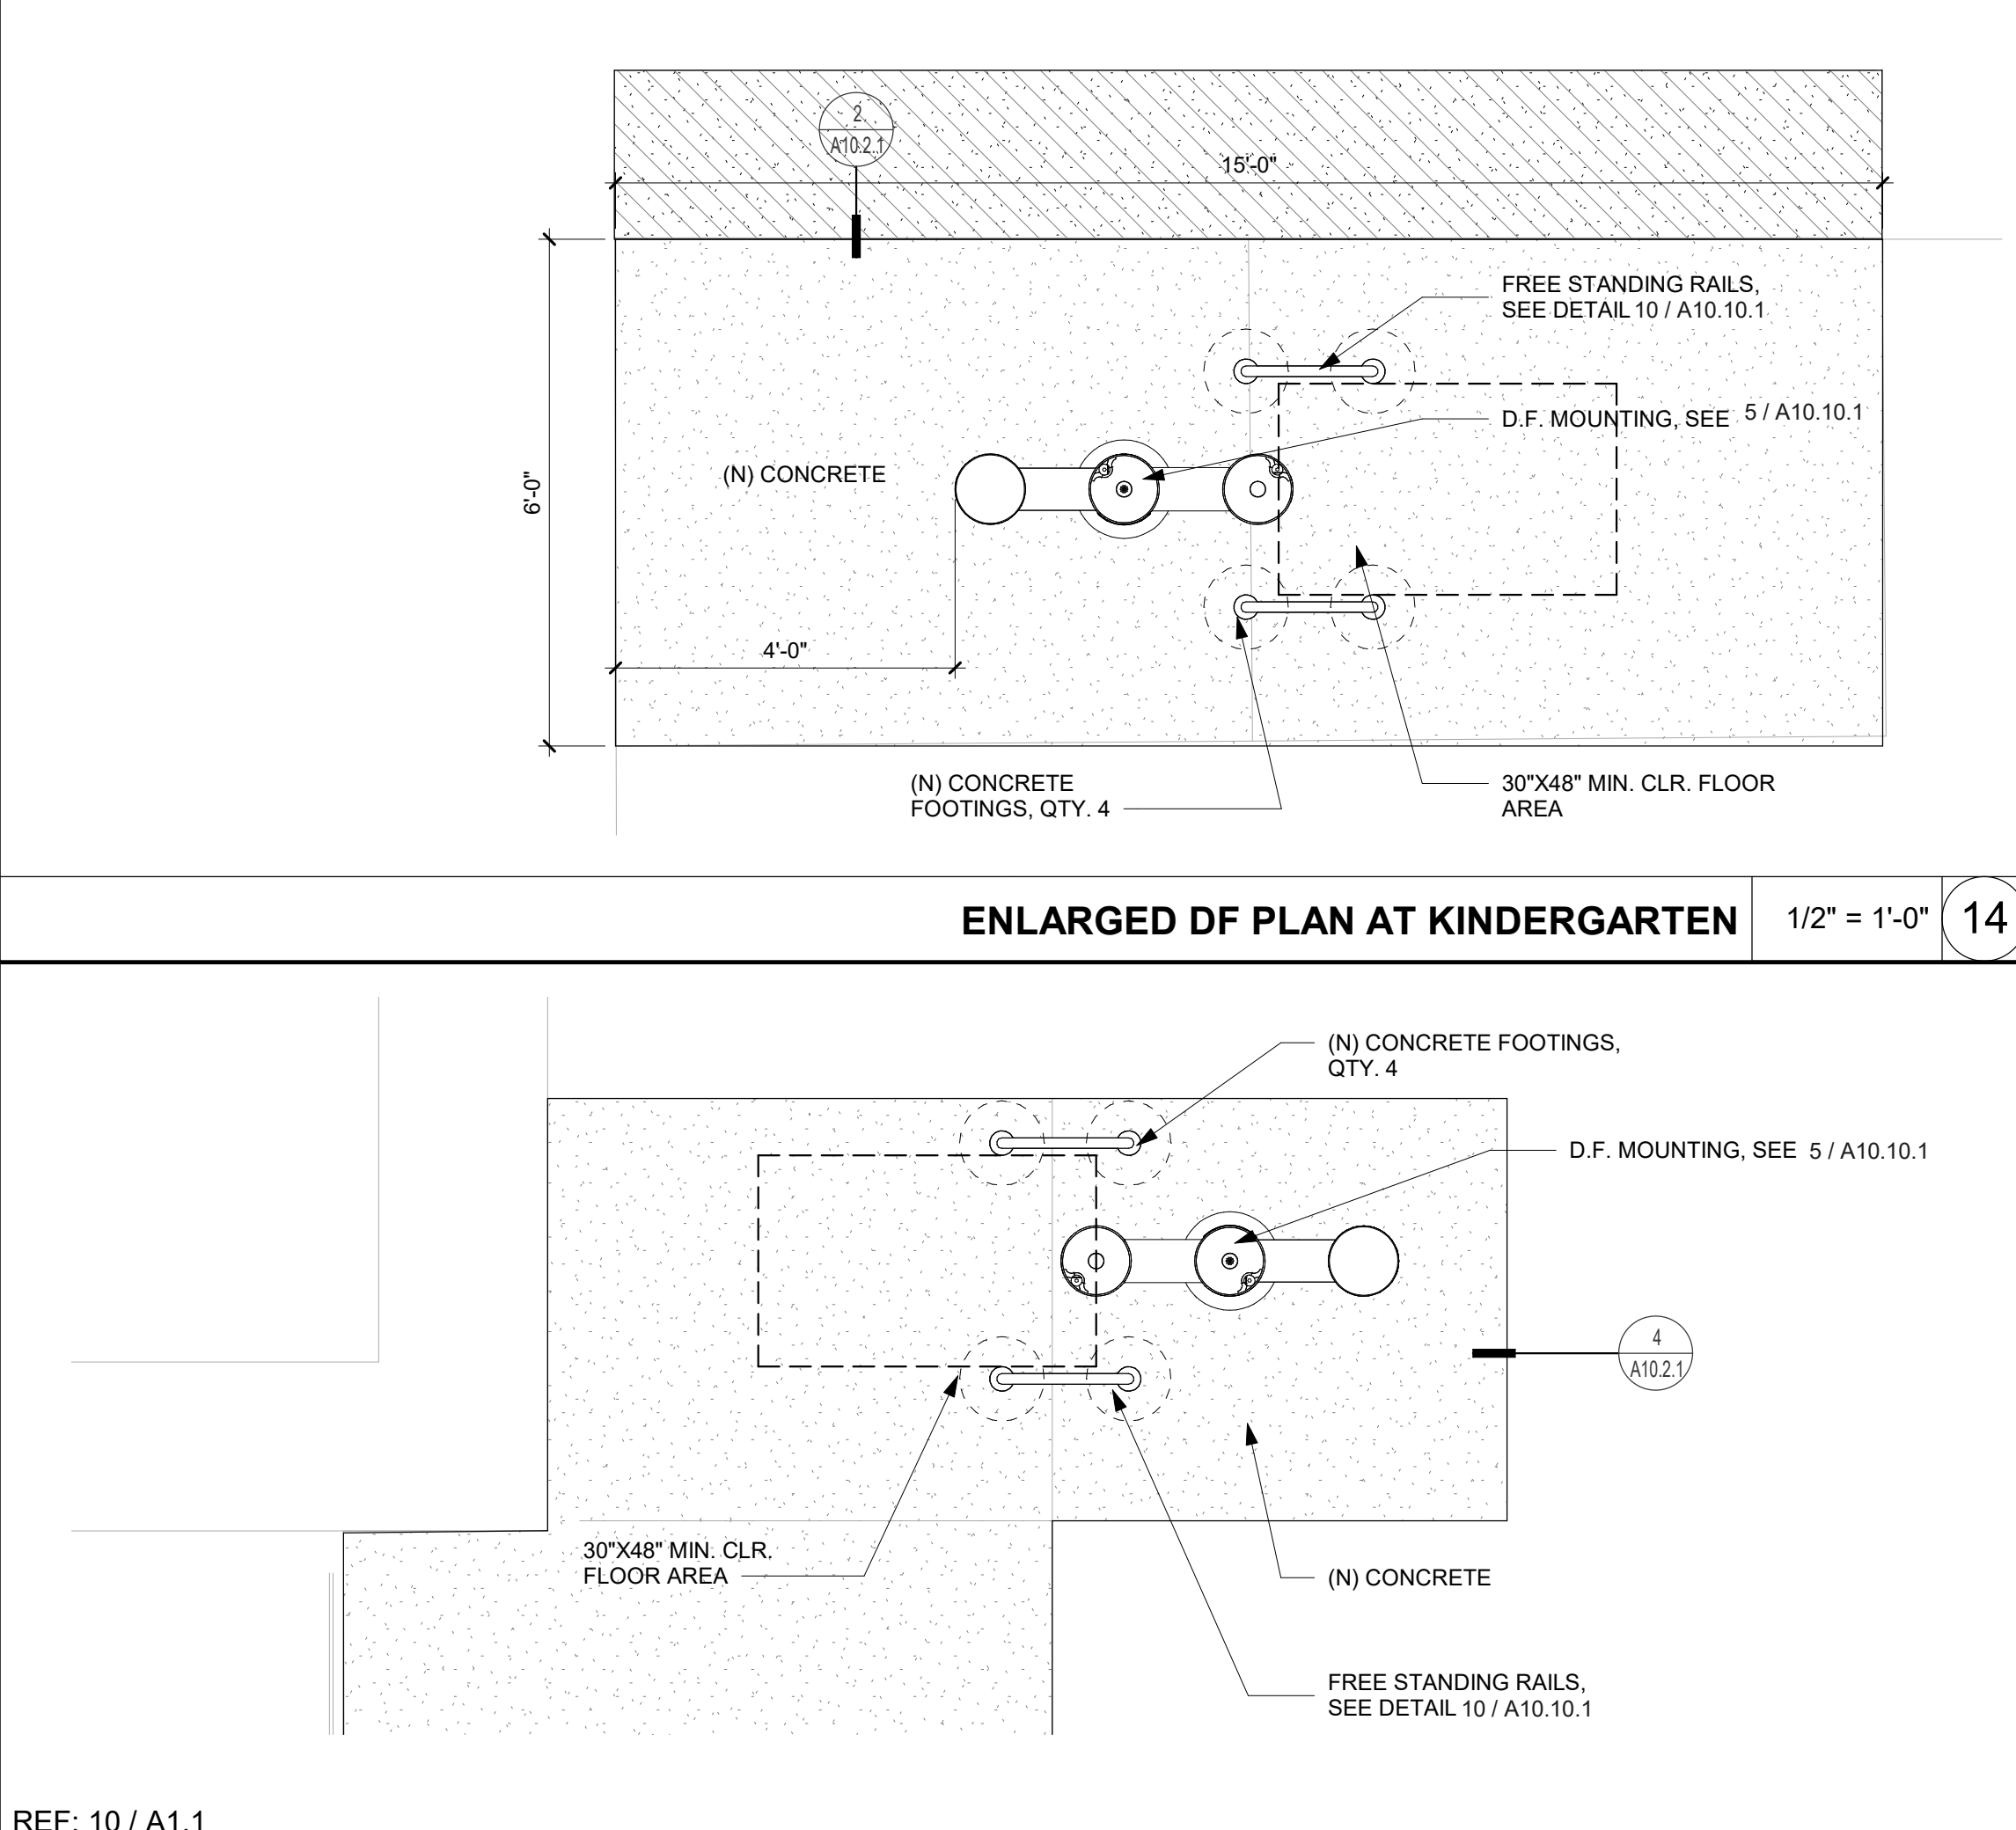 2
A10.2.1
15'-0"
FREE STANDING RAILS,
SEE DETAIL 10 / A10.10.1
D.F. MOUNTING, SEE 5 / A10.10.1
(N) CONCRETE
6'-0"
4'-0"
(N) CONCRETE
FOOTINGS, QTY. 4
30"X48" MIN. CLR. FLOOR
AREA
ENLARGED DF PLAN AT KINDERGARTEN
1/2" = 1'-0"
14
(N) CONCRETE FOOTINGS,
QTY. 4
D.F. MOUNTING, SEE 5 / A10.10.1
4
A10.2.1
30"X48" MIN. CLR.
FLOOR AREA
(N) CONCRETE
FREE STANDING RAILS,
SEE DETAIL 10 / A10.10.1
REF: 10 / A1.1